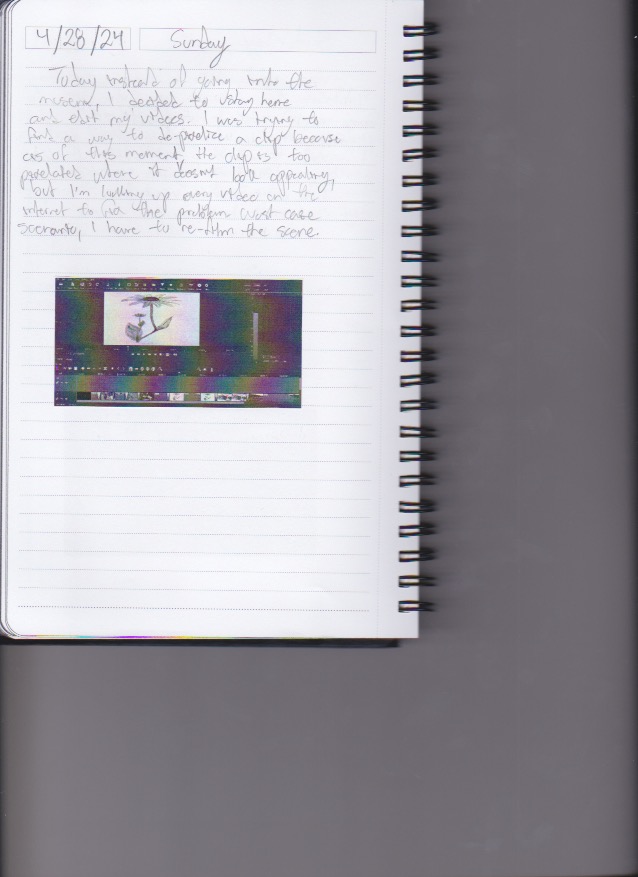 4/28/24 Sunday
Today instead of going into the
museum, I decided to stay home
and edit my videos. I was trying to
find a way to de-pixelize a clip because
as of this moment the clip is too
pixelated where it doesn't look appealing,
but I'm looking up every video on the
internet to fix the problem worst case
scenario, I have to re-film the scene.